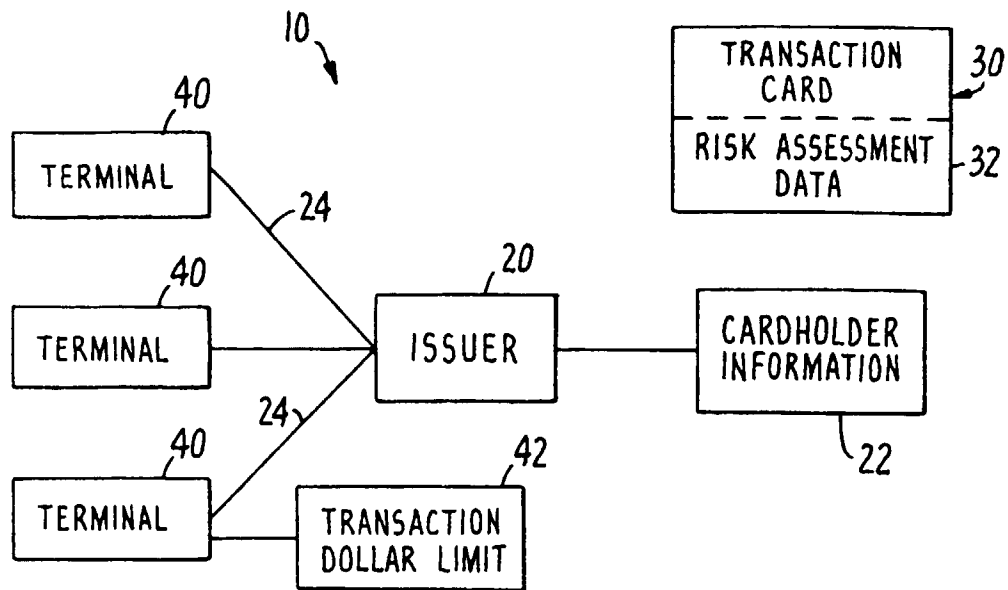 10
TRANSACTION
CARD
30
RISK ASSESSMENT
DATA
32
40
TERMINAL
24
40
TERMINAL
20
ISSUER
CARDHOLDER
INFORMATION
22
24
40
TERMINAL
42
TRANSACTION
DOLLAR LIMIT